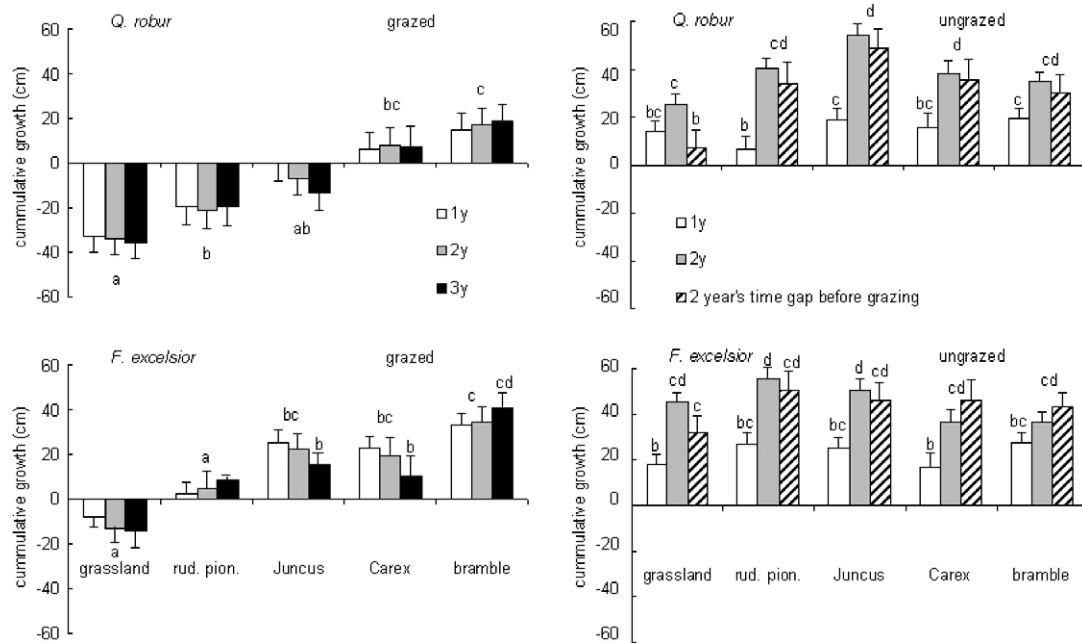 Q. robur grazed
cummulative growth (cm)
60
40
20
0
-20
-40
-60
a
b
ab
bc
c
1y
2y
3y
Q. robur ungrazed
cummulative growth (cm)
60
40
20
0
-20
-40
-60
bc c b
b cd
c d
bc d
c cd
1y
2y
2 year's time gap before grazing
F. excelsior grazed
cummulative growth (cm)
60
40
20
0
-20
-40
-60
a
a
bc b
bc b
c cd
grassland rud. pion. Juncus Carex bramble
F. excelsior ungrazed
cummulative growth (cm)
60
40
20
0
-20
-40
-60
b cd c
bc d cd
bc d cd
b cd
bc cd
grassland rud. pion. Juncus Carex bramble